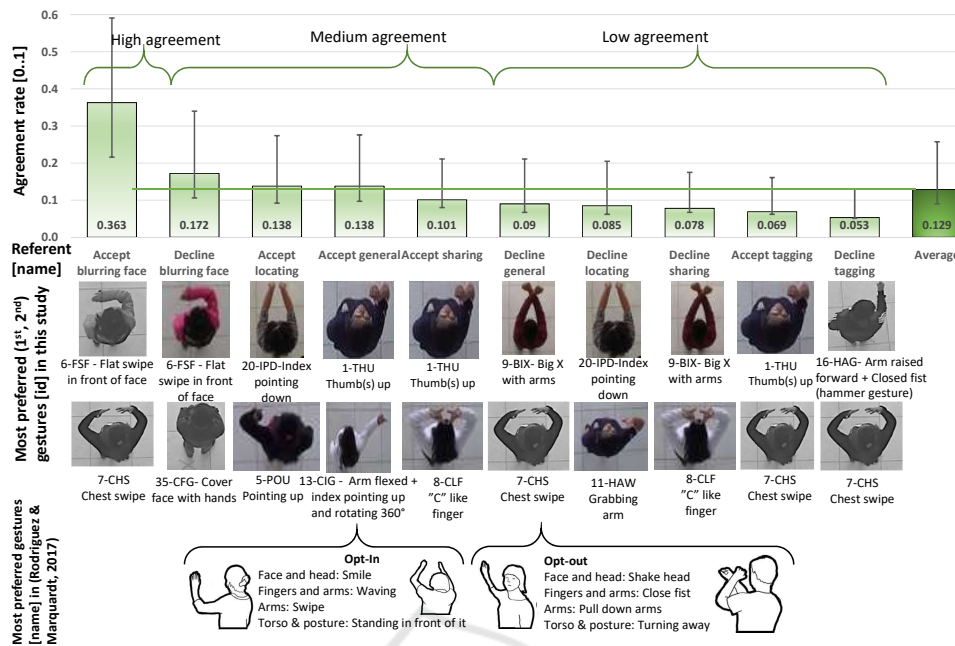 0.6
0.5
0.4
0.3
0.2
0.1
0.0
Agreement rate [0..1]
High agreement
Medium agreement
Low agreement
0.363
0.172
0.138
0.138
0.101
0.09
0.085
0.078
0.069
0.053
0.129
Referent
[name]
Accept
blurring face
Decline
blurring face
Accept
locating
Accept general
Accept sharing
Decline
general
Decline
locating
Decline
sharing
Accept tagging
Decline
tagging
Average
Most preferred (1st, 2nd)
gestures [id] in this study
6-FSF - Flat swipe
in front of face
6-FSF - Flat
swipe in front
of face
20-IPD-Index
pointing
down
1-THU
Thumb(s) up
1-THU
Thumb(s) up
9-BIX- Big X
with arms
20-IPD-Index
pointing
down
9-BIX- Big X
with arms
1-THU
Thumb(s) up
16-HAG- Arm raised
forward + Closed fist
(hammer gesture)
7-CHS
Chest swipe
35-CFG- Cover
face with hands
5-POU
Pointing up
13-CIG - Arm flexed +
index pointing up
and rotating 360°
8-CLF
”C” like
finger
7-CHS
Chest swipe
11-HAW
Grabbing
arm
8-CLF
”C” like
finger
7-CHS
Chest swipe
7-CHS
Chest swipe
Most preferred gestures
[name] in (Rodriguez &
Marquardt, 2017)
Opt-In
Face and head: Smile
Fingers and arms: Waving
Arms: Swipe
Torso & posture: Standing in front of it
Opt-out
Face and head: Shake head
Fingers and arms: Close fist
Arms: Pull down arms
Torso & posture: Turning away